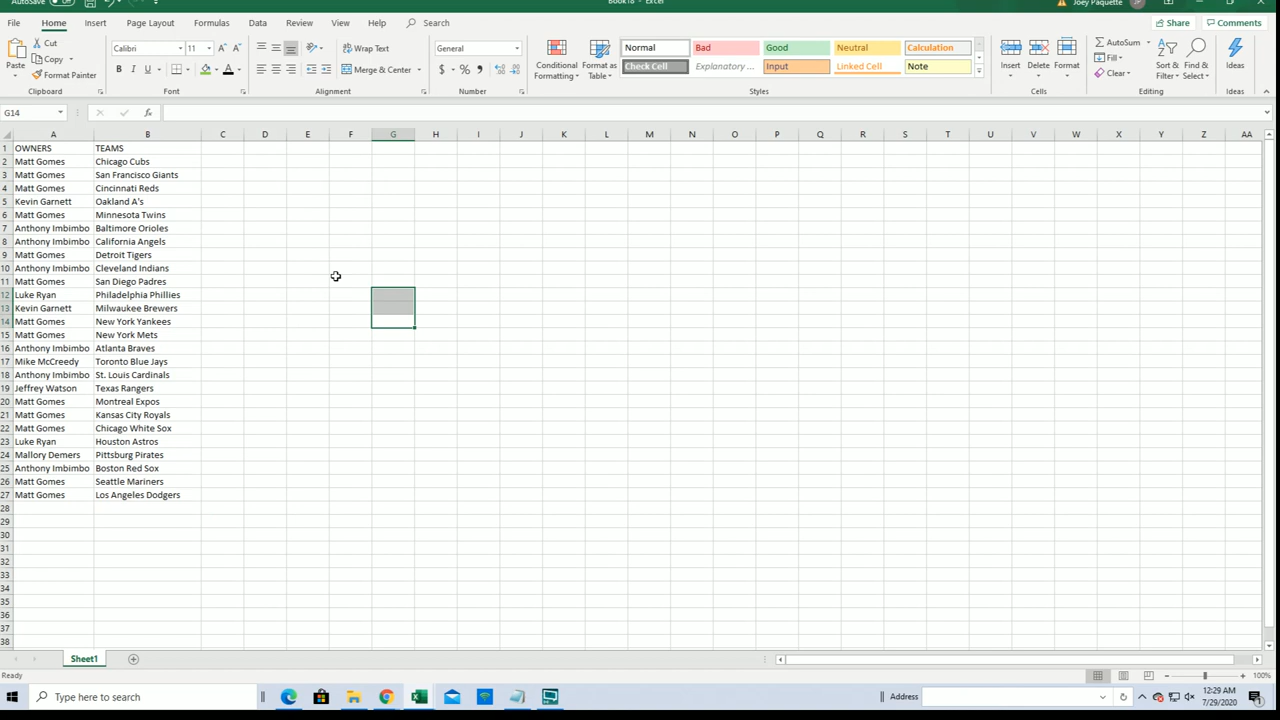 AutoSave Off Book18 - Excel Joey Paquette JP
File Home Insert Page Layout Formulas Data Review View Help Search Share Comments
Paste Cut Copy Format Painter Clipboard
Calibri 11 B I U A A A Font
Wrap Text Merge & Center Alignment
General $ % , Number
Conditional Formatting Format as Table
Normal Bad Good Neutral Calculation
Check Cell Explanatory ... Input Linked Cell Note
Styles
Insert Delete Format Cells
AutoSum Fill Clear Sort & Filter Find & Select Editing
Ideas Ideas
G14 fx
A B C D E F G H I J K L M N O P Q R S T U V W X Y Z AA
1 OWNERS TEAMS
2 Matt Gomes Chicago Cubs
3 Matt Gomes San Francisco Giants
4 Matt Gomes Cincinnati Reds
5 Kevin Garnett Oakland A's
6 Matt Gomes Minnesota Twins
7 Anthony Imbimbo Baltimore Orioles
8 Anthony Imbimbo California Angels
9 Matt Gomes Detroit Tigers
10 Anthony Imbimbo Cleveland Indians
11 Matt Gomes San Diego Padres
12 Luke Ryan Philadelphia Phillies
13 Kevin Garnett Milwaukee Brewers
14 Matt Gomes New York Yankees
15 Matt Gomes New York Mets
16 Anthony Imbimbo Atlanta Braves
17 Mike McCreedy Toronto Blue Jays
18 Anthony Imbimbo St. Louis Cardinals
19 Jeffrey Watson Texas Rangers
20 Matt Gomes Montreal Expos
21 Matt Gomes Kansas City Royals
22 Matt Gomes Chicago White Sox
23 Luke Ryan Houston Astros
24 Mallory Demers Pittsburg Pirates
25 Anthony Imbimbo Boston Red Sox
26 Matt Gomes Seattle Mariners
27 Matt Gomes Los Angeles Dodgers
28
29
30
31
32
33
34
35
36
37
38
Sheet1
Ready 100%
Type here to search Address 12:29 AM
7/29/2020 1